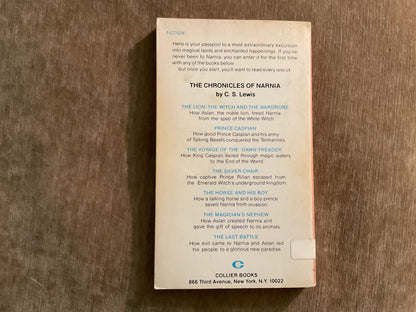 FICTION
Here is your passport to a most extraordinary excursion
into magical lands and enchanted happenings. If you've
never been to Narnia, you can enter it for the first time
with any of the books below . . .
but once you start, you'll want to read every one of
THE CHRONICLES OF NARNIA
by C. S. Lewis
THE LION, THE WITCH AND THE WARDROBE
How Aslan, the noble lion, freed Narnia
from the spell of the White Witch
PRINCE CASPIAN
How good Prince Caspian and his army
of Talking Beasts conquered the Telmarines
THE VOYAGE OF THE "DAWN TREADER"
How King Caspian sailed through magic waters
to the End of the World
THE SILVER CHAIR
How captive Prince Rilian escaped from
the Emerald Witch's underground kingdom
THE HORSE AND HIS BOY
How a talking horse and a boy prince
saved Narnia from invasion
THE MAGICIAN'S NEPHEW
How Aslan created Narnia and
gave the gift of speech to its animals
THE LAST BATTLE
How evil came to Narnia and Aslan led
his people to a glorious new paradise.
C
COLLIER BOOKS
866 Third Avenue, New York, N.Y. 10022